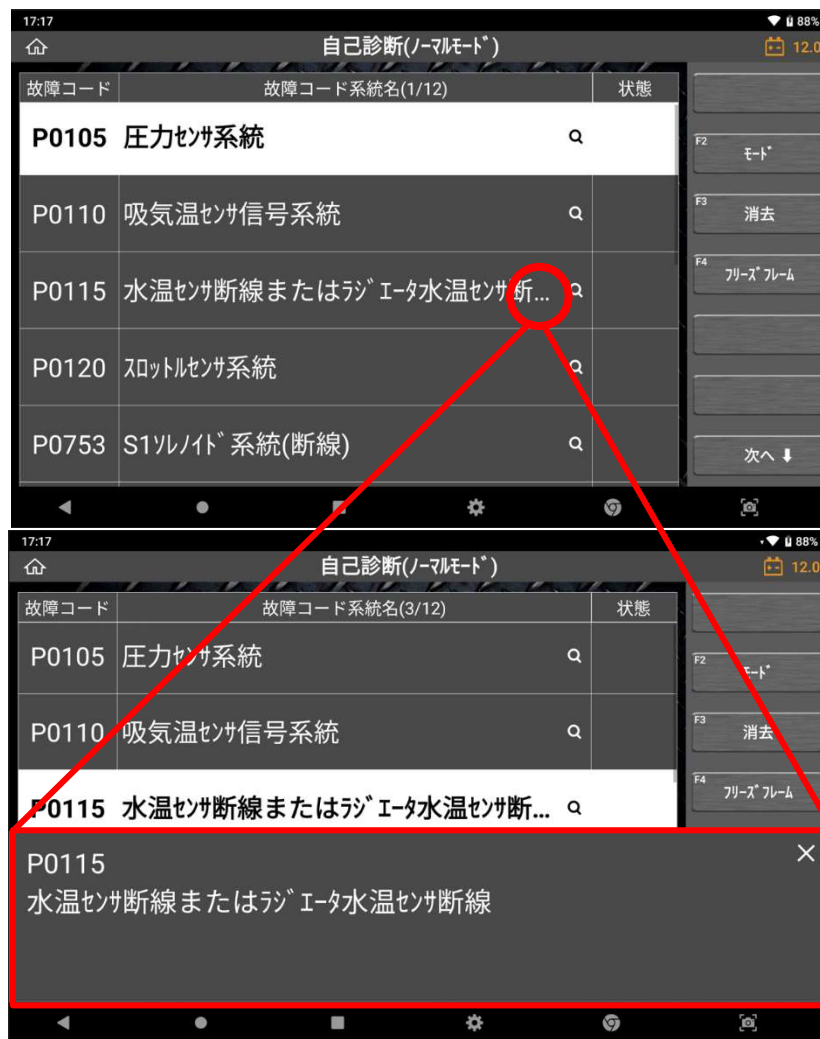 17:17
88%
自己診断(ﾉｰﾏﾙﾓｰﾄﾞ)
12.0
故障コード 故障コード系統名(1/12) 状態
P0105 圧力ｾﾝｻ系統
F2 ﾓｰﾄﾞ
P0110 吸気温ｾﾝｻ信号系統
F3 消去
P0115 水温ｾﾝｻ断線またはﾗｼﾞｴｰﾀ水温ｾﾝｻ断...
F4 ﾌﾘｰｽﾞﾌﾚｰﾑ
P0120 ｽﾛｯﾄﾙｾﾝｻ系統
P0753 S1ｿﾚﾉｲﾄﾞ系統(断線)
次へ⬇
17:17
88%
自己診断(ﾉｰﾏﾙﾓｰﾄﾞ)
12.0
故障コード 故障コード系統名(3/12) 状態
P0105 圧力ｾﾝｻ系統
F2 ﾓｰﾄﾞ
P0110 吸気温ｾﾝｻ信号系統
F3 消去
P0115 水温ｾﾝｻ断線またはﾗｼﾞｴｰﾀ水温ｾﾝｻ断...
F4 ﾌﾘｰｽﾞﾌﾚｰﾑ
P0115
水温ｾﾝｻ断線またはﾗｼﾞｴｰﾀ水温ｾﾝｻ断線